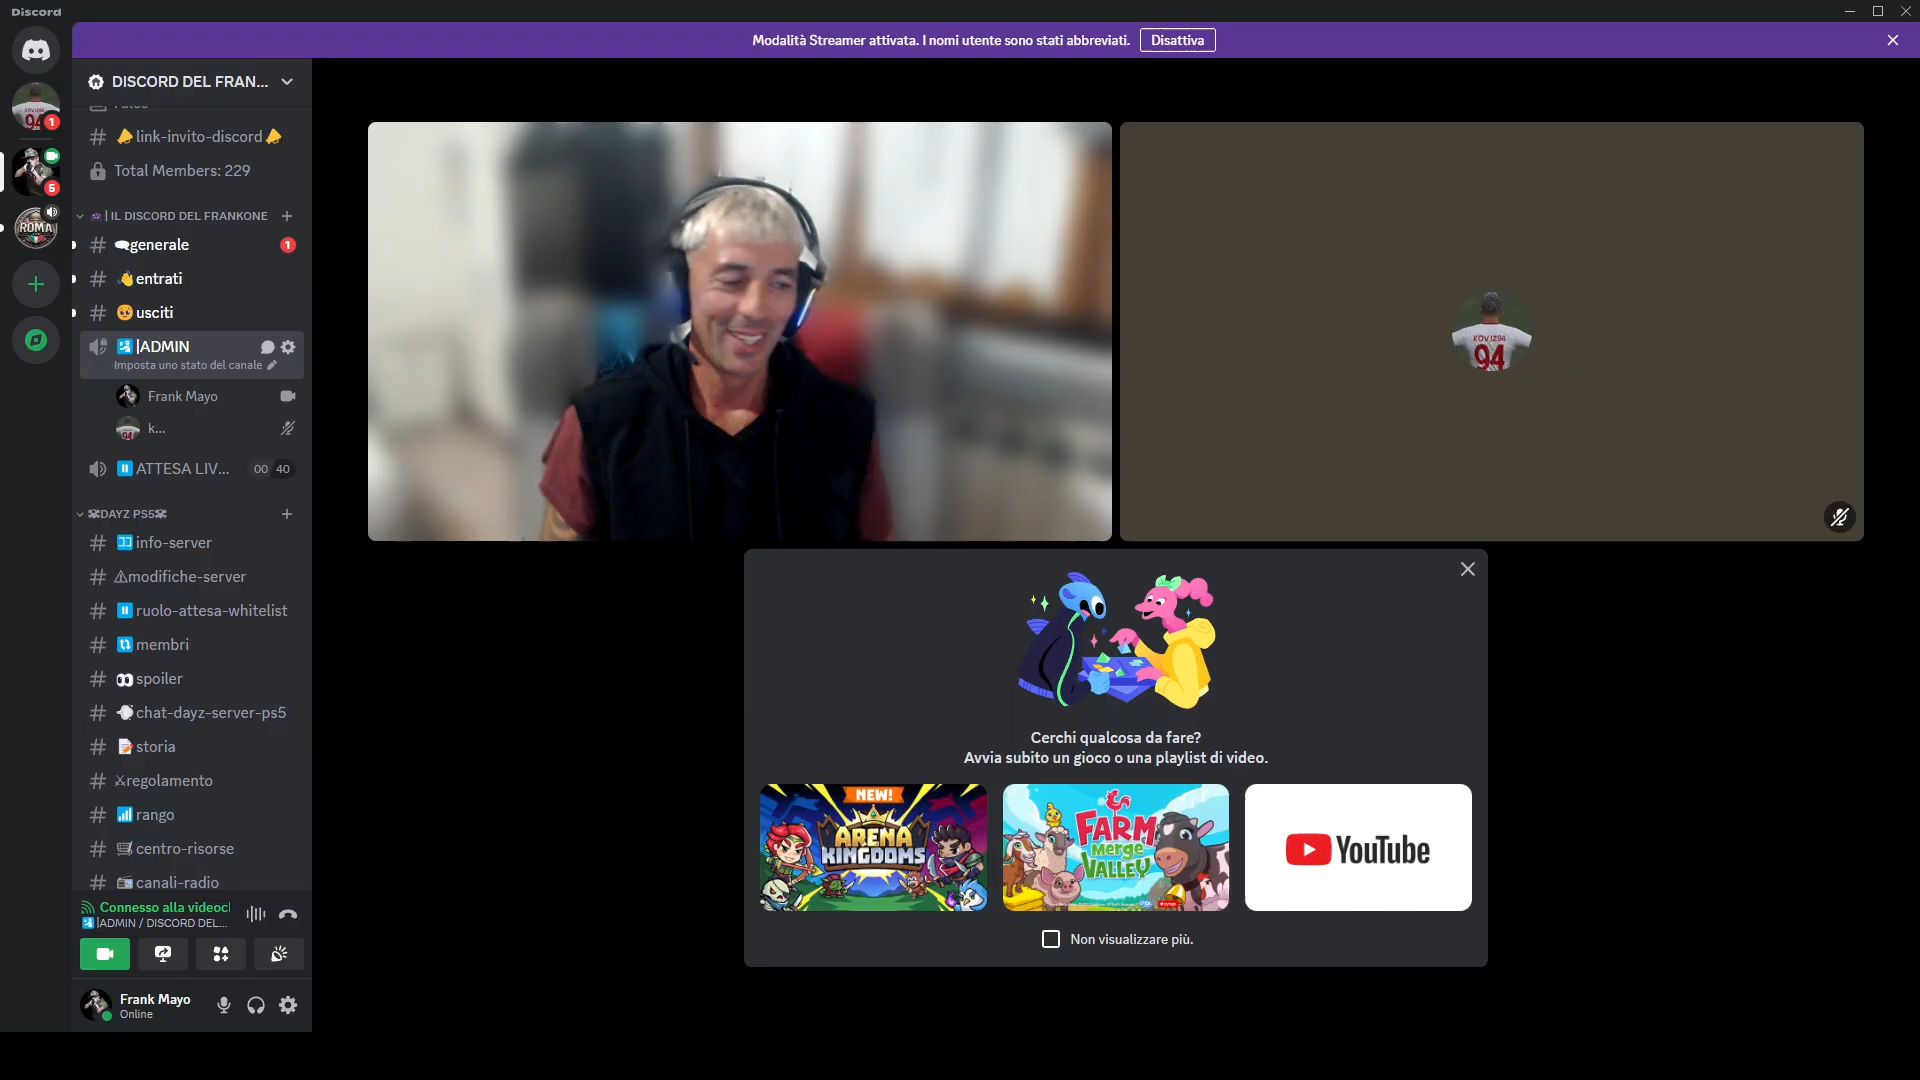 Discord
Modalità Streamer attivata. I nomi utente sono stati abbreviati.
Disattiva
DISCORD DEL FRAN...
link-invito-discord
Total Members: 229
| IL DISCORD DEL FRANKONE
generale
1
entrati
usciti
|ADMIN
Imposta uno stato del canale
Frank Mayo
k...
ATTESA LIV...
00 40
DAYZ PS5
info-server
modifiche-server
ruolo-attesa-whitelist
membri
spoiler
chat-dayz-server-ps5
storia
regolamento
rango
centro-risorse
canali-radio
Connesso alla videoc
|ADMIN / DISCORD DEL...
Frank Mayo
Online
1
5
ROMA
KOVJZ94
94
Cerchi qualcosa da fare?
Avvia subito un gioco o una playlist di video.
NEW!
ARENA
KINGDOMS
FARM
Merge
VALLEY
YouTube
Non visualizzare più.